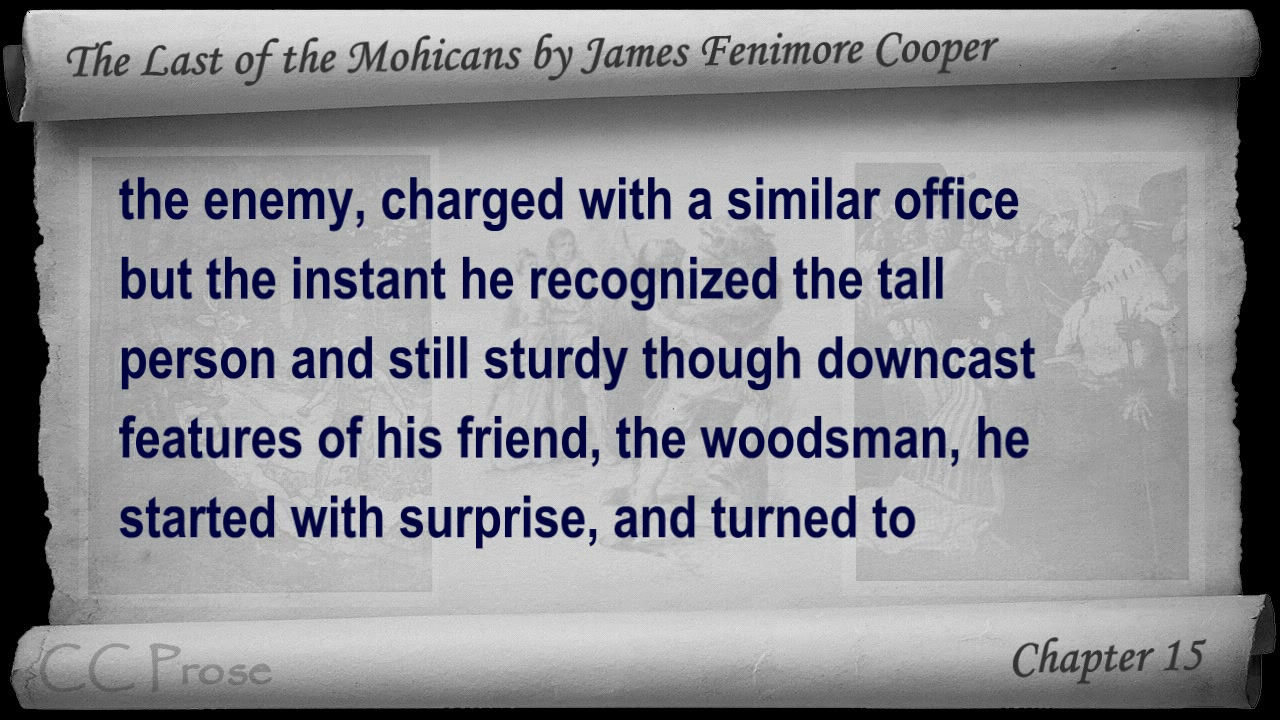 The Last of the Mohicans by James Fenimore Cooper
the enemy, charged with a similar office
but the instant he recognized the tall
person and still sturdy though downcast
features of his friend, the woodsman, he
started with surprise, and turned to
CC Prose
Chapter 15